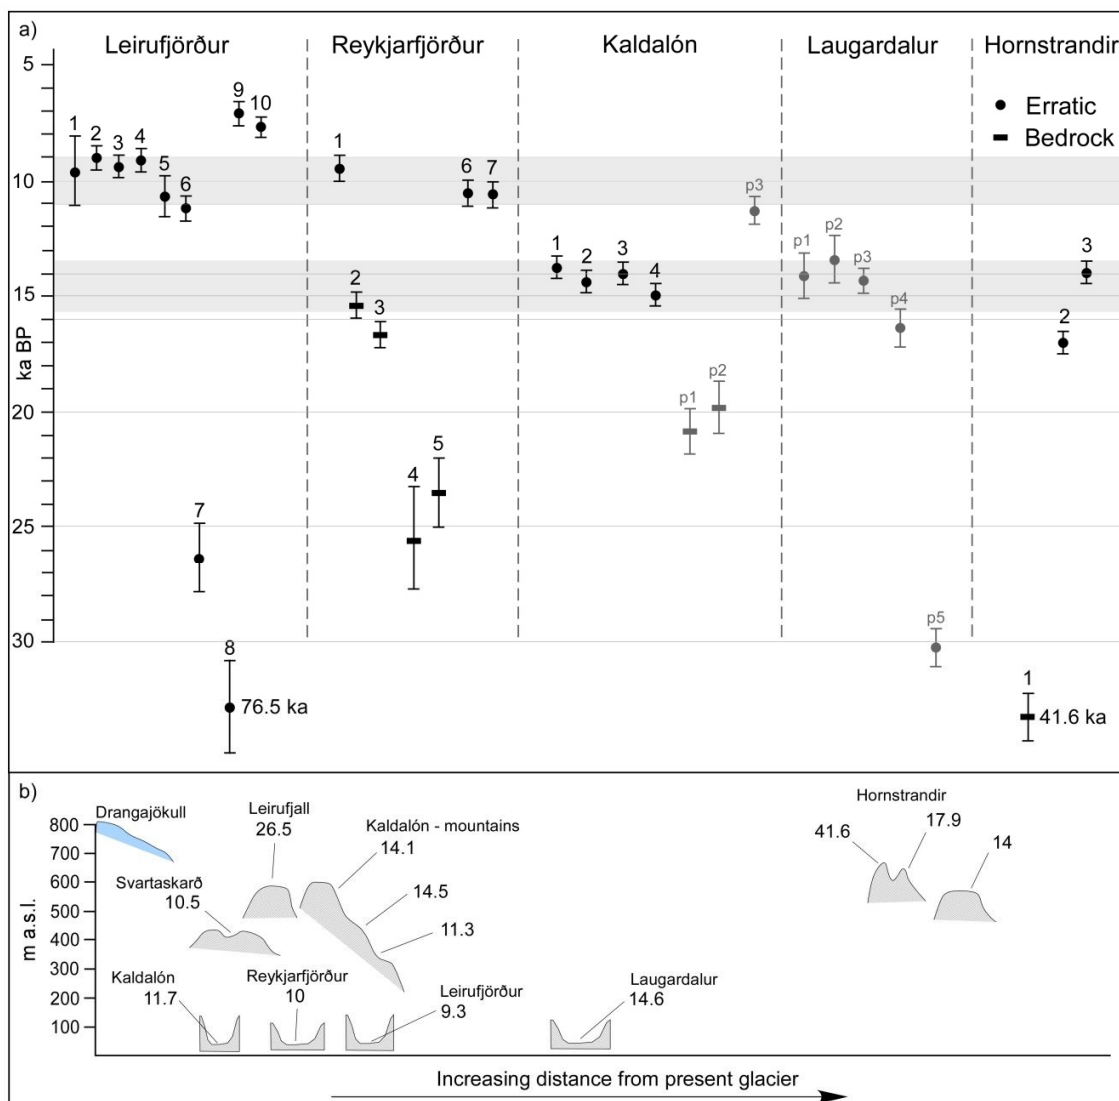 a)
Leirufjörður
Reykjarfjörður
Kaldalón
Laugardalur
Hornstrandir
Erratic
Bedrock
ka BP
5
10
15
20
25
30
1
2
3
4
5
6
7
8
76.5 ka
9
10
1
2
3
4
5
6
7
1
2
3
4
p1
p2
p3
p1
p2
p3
p4
p5
1
41.6 ka
2
3
b)
m a.s.l.
800
700
600
500
400
300
200
100
Drangajökull
Svartaskarð
10.5
Leirufjall
26.5
Kaldalón - mountains
14.1
14.5
11.3
Kaldalón
11.7
Reykjarfjörður
10
Leirufjörður
9.3
Laugardalur
14.6
Hornstrandir
41.6
17.9
14
Increasing distance from present glacier